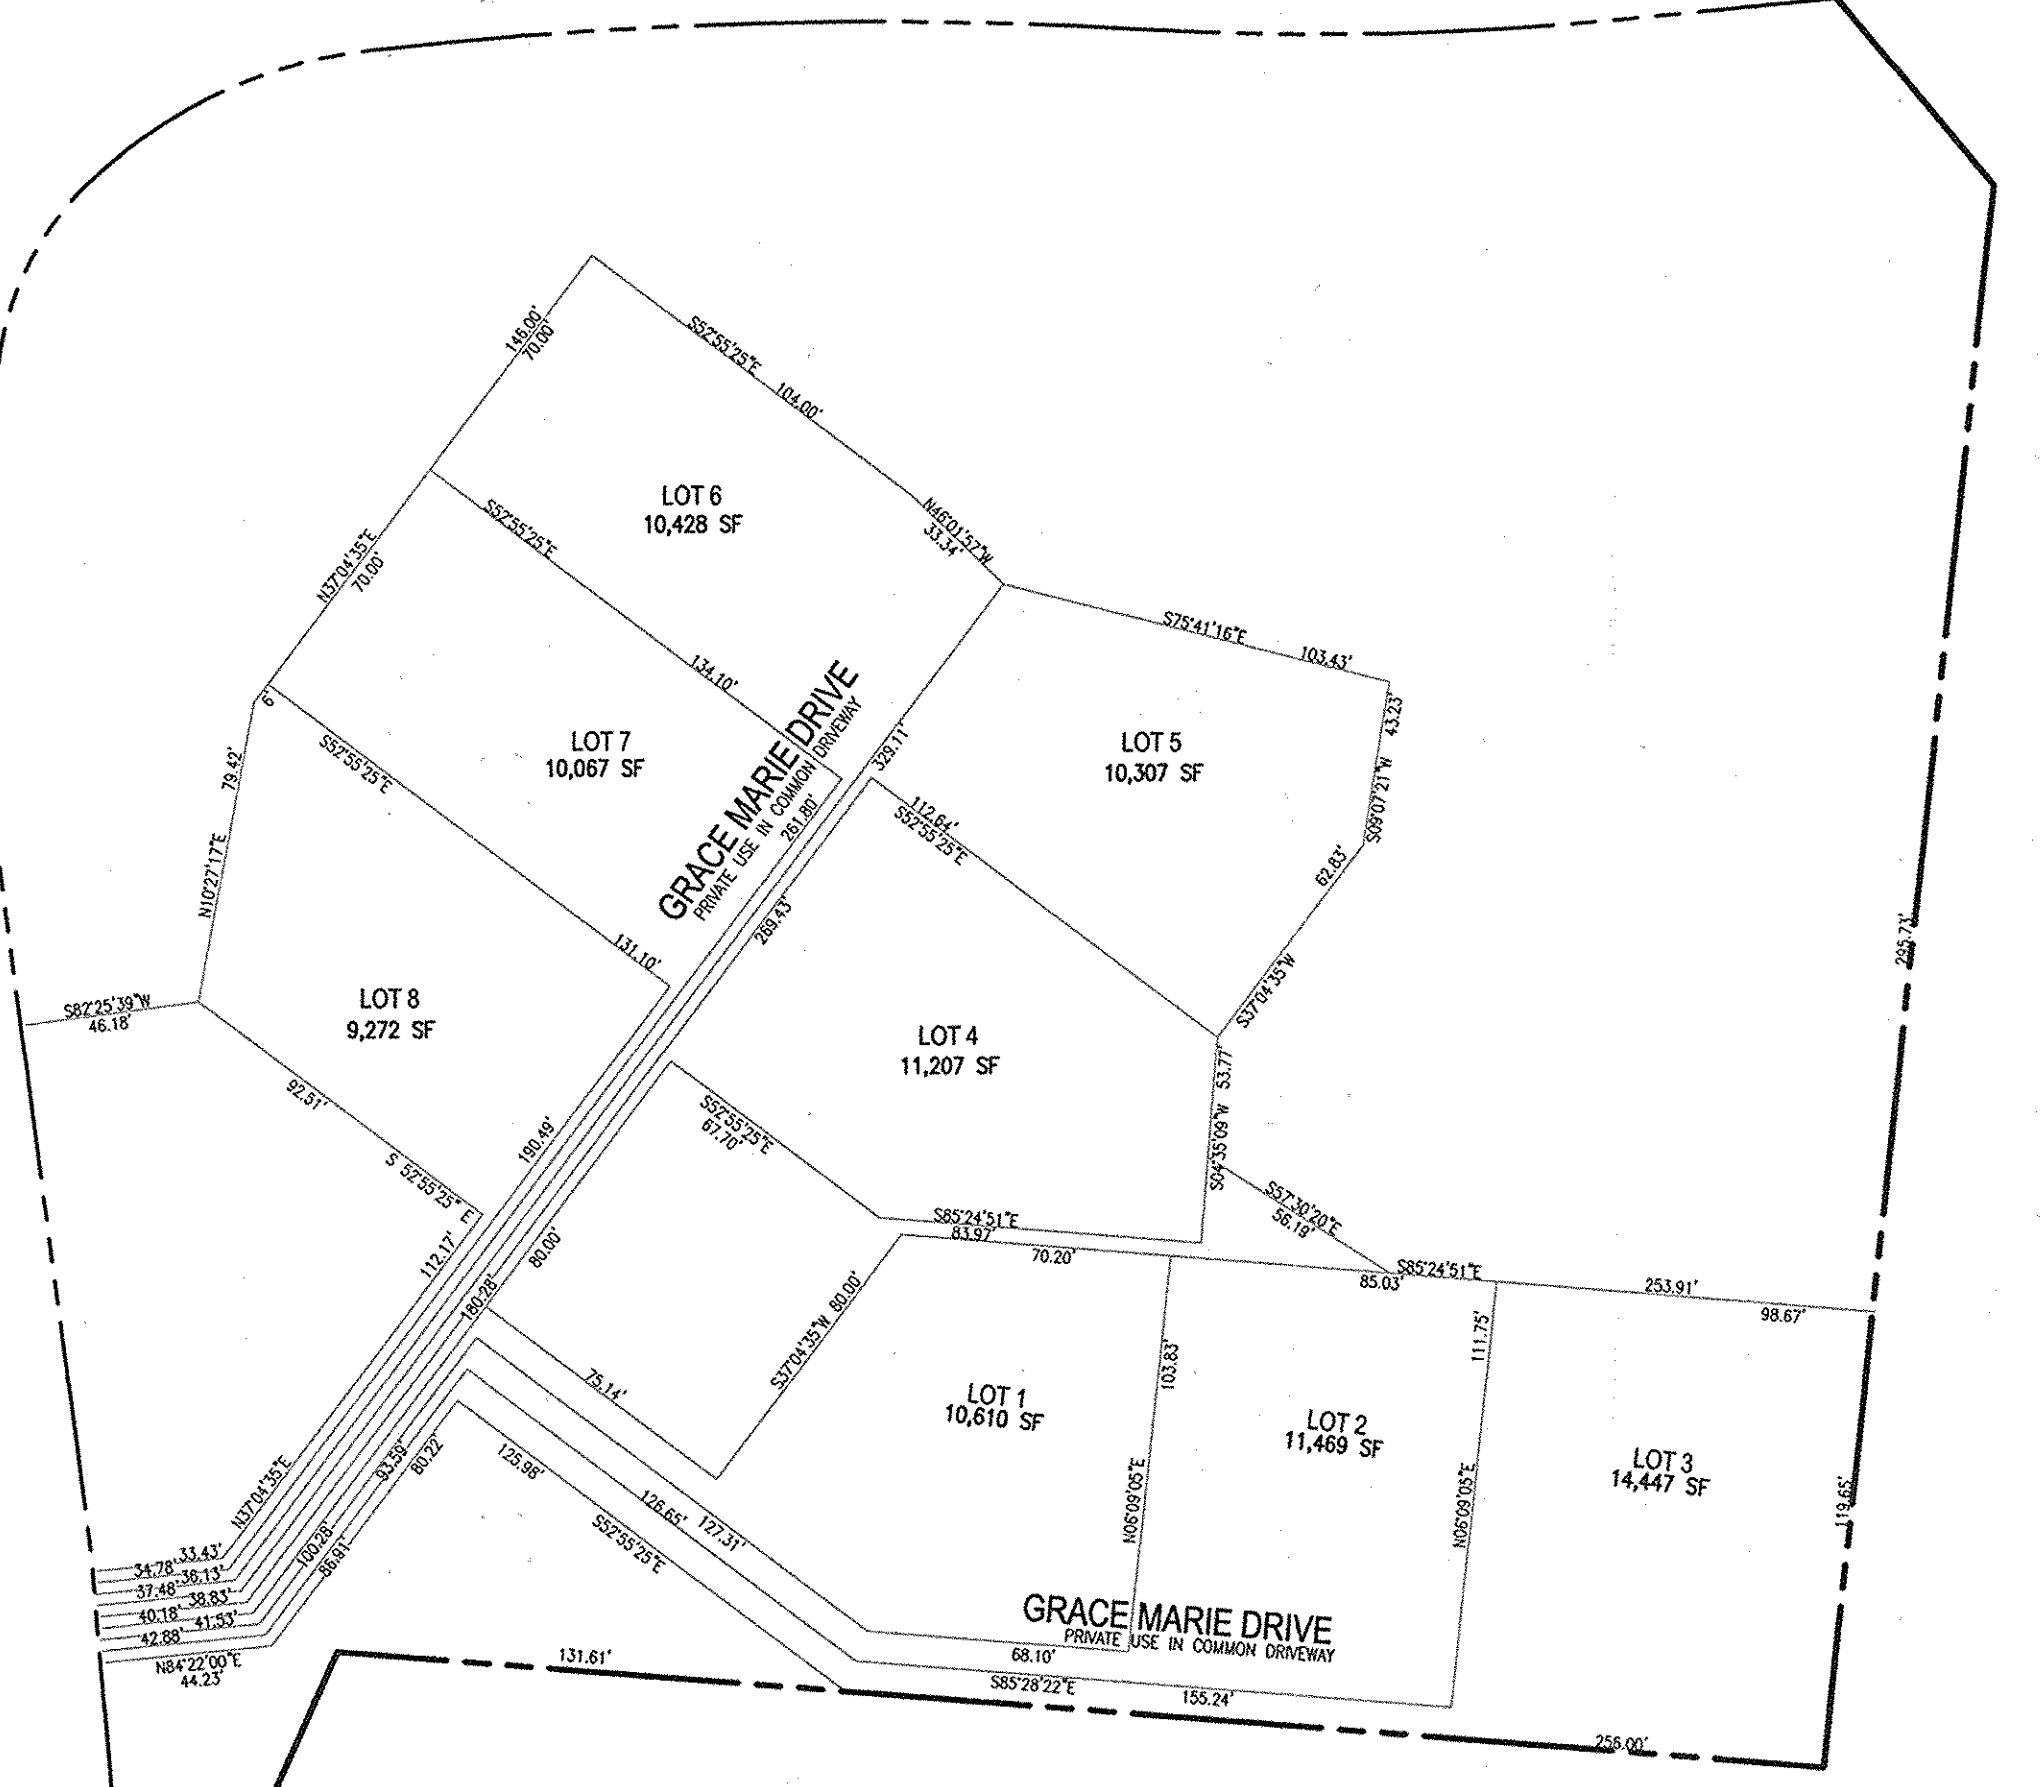 146.00'
70.00'
S52°55'25"E
104.00'
LOT 6
10,428 SF
N46°01'57"W
33.34'
S52°55'25"E
134.10'
N37°04'35"E
70.00'
6'
S75°41'16"E
103.43'
43.23'
S09°07'21"W
LOT 5
10,307 SF
62.83'
S37°04'35"W
LOT 7
10,067 SF
S52°55'25"E
131.10'
GRACE MARIE DRIVE
PRIVATE USE IN COMMON DRIVEWAY
329.11'
261.80'
269.43'
112.64'
S52°55'25"E
79.42'
N10°27'17"E
S82°25'39"W
46.18'
LOT 8
9,272 SF
92.51'
S 52°55'25" E
190.49'
112.17'
LOT 4
11,207 SF
S52°55'25"E
67.70'
S85°24'51"E
83.97'
53.77'
S04°35'09"W
S57°30'20"E
56.19'
295.73'
80.00'
180.28'
75.14'
S37°04'35"W 80.00'
70.20'
85.03'
S85°24'51"E
253.91'
98.67'
103.83'
N06°09'05"E
111.75'
N06°09'05"E
119.65'
LOT 1
10,610 SF
LOT 2
11,469 SF
LOT 3
14,447 SF
93.59'
80.22'
125.98'
126.65'
127.31'
S52°55'25"E
N37°04'35"E
100.28'
86.91'
33.43'
34.78'
36.13'
37.48'
38.83'
40.18'
41.53'
42.88'
N84°22'00"E
44.23'
GRACE MARIE DRIVE
PRIVATE USE IN COMMON DRIVEWAY
68.10'
131.61'
S85°28'22"E
155.24'
256.00'